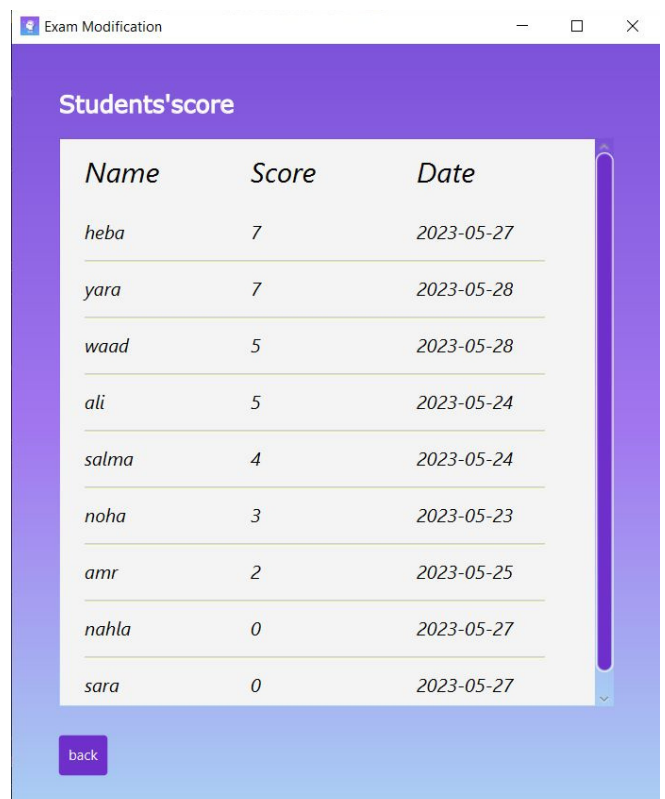 Exam Modification
Students'score
Name Score Date
heba 7 2023-05-27
yara 7 2023-05-28
waad 5 2023-05-28
ali 5 2023-05-24
salma 4 2023-05-24
noha 3 2023-05-23
amr 2 2023-05-25
nahla 0 2023-05-27
sara 0 2023-05-27
back